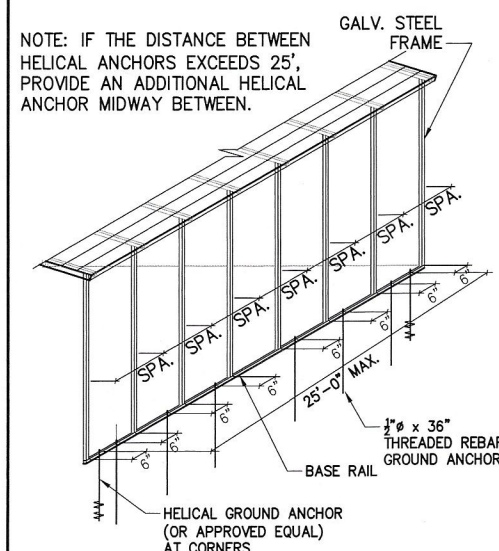 NOTE: IF THE DISTANCE BETWEEN
HELICAL ANCHORS EXCEEDS 25',
PROVIDE AN ADDITIONAL HELICAL
ANCHOR MIDWAY BETWEEN.
GALV. STEEL
FRAME
SPA.
SPA.
SPA.
SPA.
SPA.
SPA.
SPA.
6"
6"
6"
6"
6"
6"
6"
6"
25'-0" MAX.
½"ø x 36"
THREADED REBAR
GROUND ANCHOR
BASE RAIL
HELICAL GROUND ANCHOR
(OR APPROVED EQUAL)
AT CORNERS